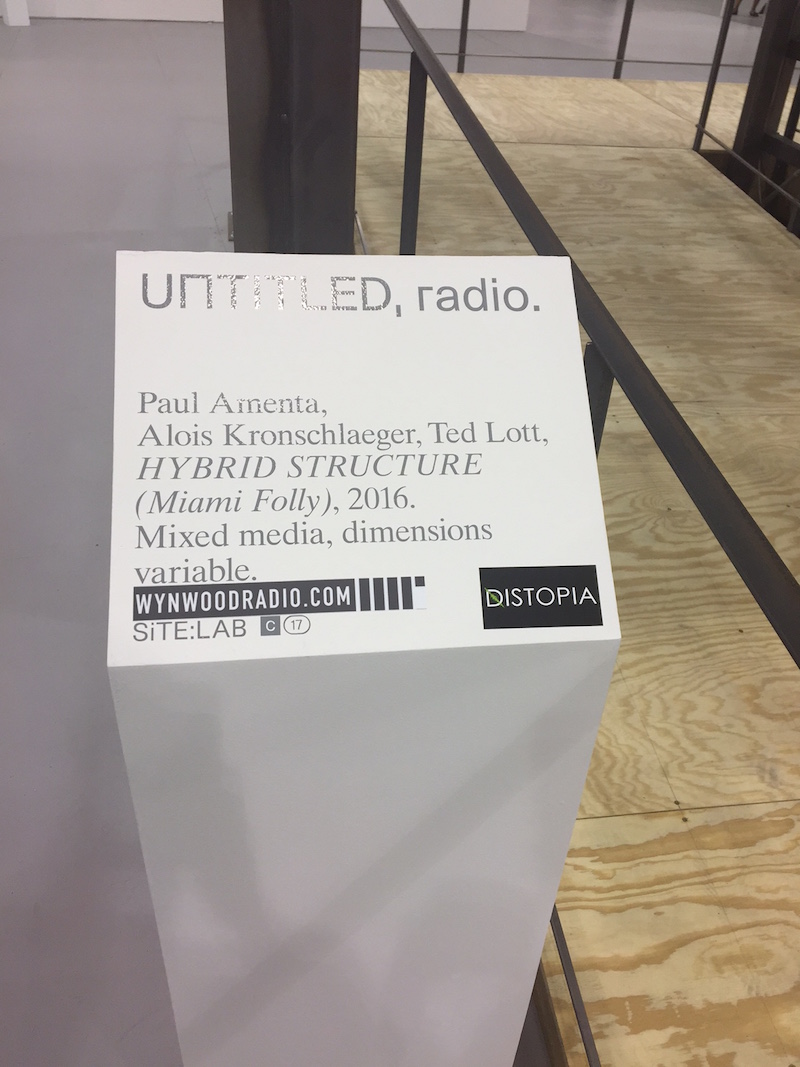 UNTITLED, radio.
Paul Amenta,
Alois Kronschlaeger, Ted Lott,
HYBRID STRUCTURE
(Miami Folly), 2016.
Mixed media, dimensions
variable.
WYNWOODRADIO.COM
DISTOPIA
SiTE:LAB C 17